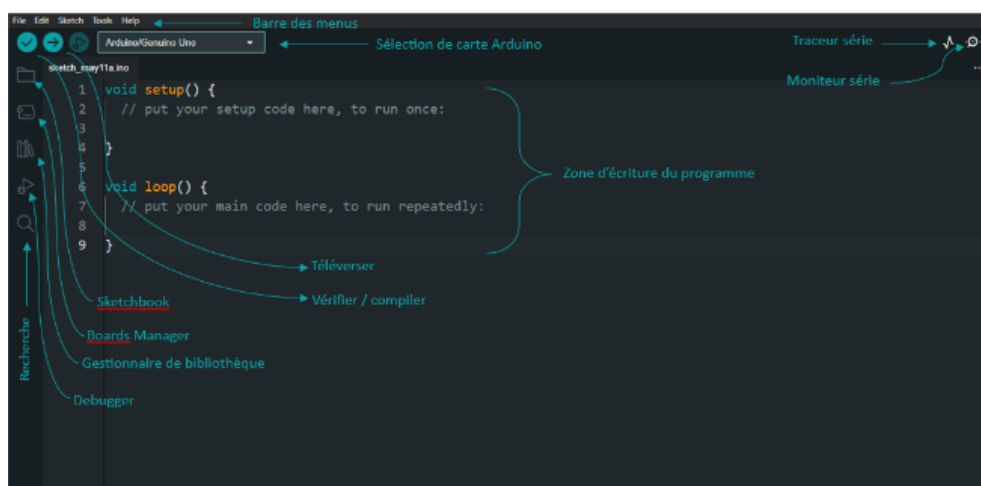 File Edit Sketch Tools Help
Barre des menus
Arduino/Genuino Uno
Sélection de carte Arduino
Traceur série
sketch_may11a.ino
Moniteur série
1 void setup() {
2 // put your setup code here, to run once:
3
4 }
5
6 void loop() {
7 // put your main code here, to run repeatedly:
8
9 }
Zone d'écriture du programme
Téléverser
Sketchbook
Vérifier / compiler
Boards Manager
Gestionnaire de bibliothèque
Recherche
Debugger